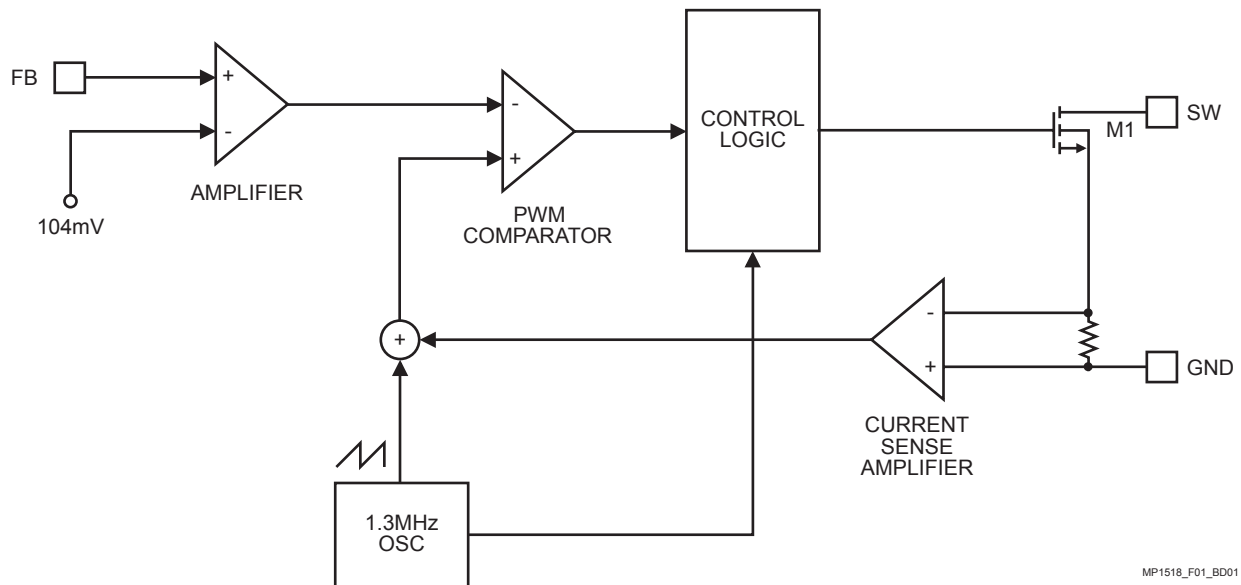 FB
+
-
104mV
AMPLIFIER
-
+
PWM
COMPARATOR
CONTROL
LOGIC
M1
SW
+
-
+
CURRENT
SENSE
AMPLIFIER
GND
1.3MHz
OSC
MP1518_F01_BD01